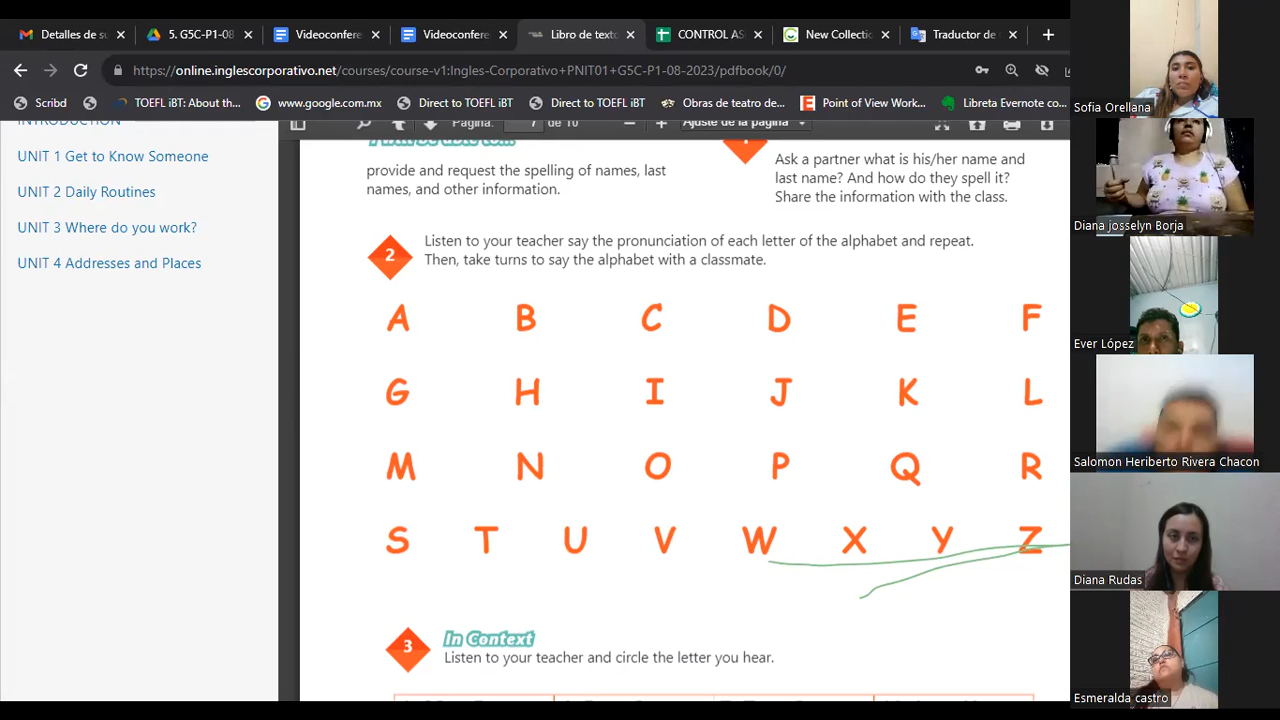 Detalles de su
5. G5C-P1-08
Videoconfere
Videoconfere
Libro de texto
CONTROL AS
New Collectio
Traductor de
https://online.inglescorporativo.net/courses/course-v1:Ingles-Corporativo+PNIT01+G5C-P1-08-2023/pdfbook/0/
Scribd
TOEFL iBT: About th...
www.google.com.mx
Direct to TOEFL iBT
Direct to TOEFL iBT
Obras de teatro de...
Point of View Work...
Libreta Evernote co...
INTRODUCTION
Página: 7 de 10
Ajuste de la página
UNIT 1 Get to Know Someone
UNIT 2 Daily Routines
UNIT 3 Where do you work?
UNIT 4 Addresses and Places
I will be able to...
provide and request the spelling of names, last
names, and other information.
1
Ask a partner what is his/her name and
last name? And how do they spell it?
Share the information with the class.
2
Listen to your teacher say the pronunciation of each letter of the alphabet and repeat.
Then, take turns to say the alphabet with a classmate.
A B C D E F
G H I J K L
M N O P Q R
S T U V W X Y Z
3
In Context
Listen to your teacher and circle the letter you hear.
Sofia Orellana
Diana josselyn Borja
Ever López
Salomon Heriberto Rivera Chacon
Diana Rudas
Esmeralda castro